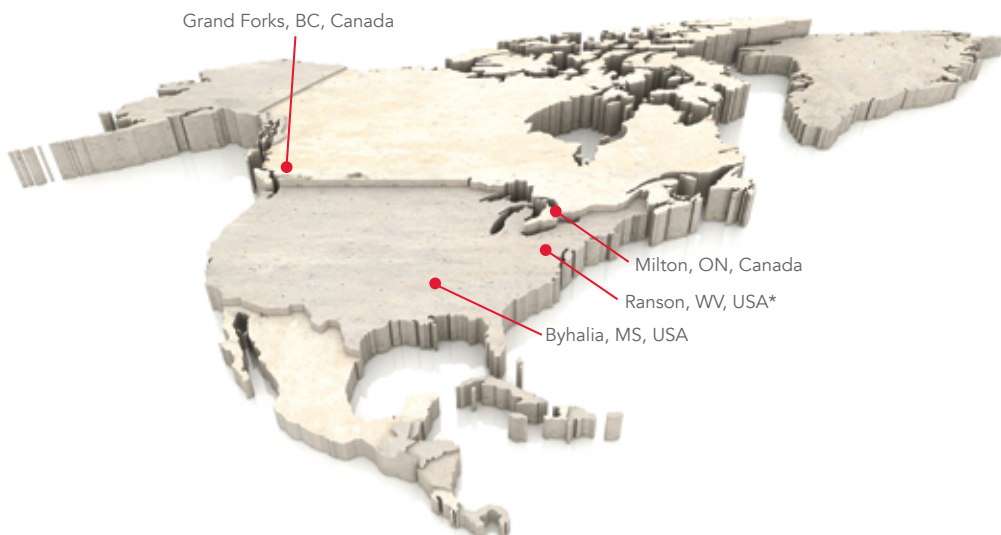 Grand Forks, BC, Canada
Milton, ON, Canada
Ranson, WV, USA*
Byhalia, MS, USA